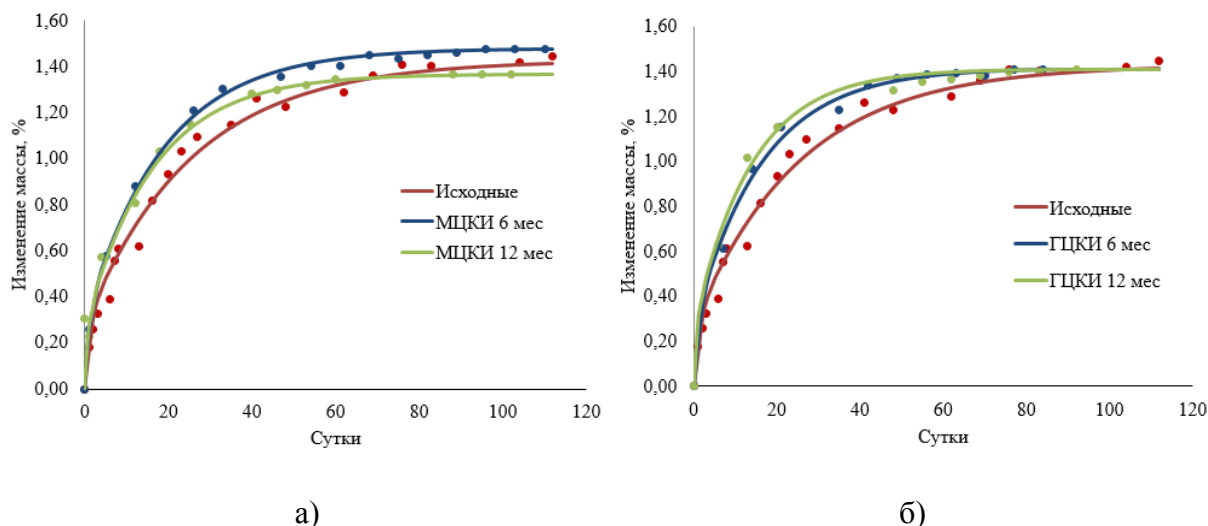 1,60
1,40
1,20
1,00
0,80
0,60
0,40
0,20
0,00
Изменение массы, %
Исходные
МЦКИ 6 мес
МЦКИ 12 мес
0 20 40 60 80 100 120
Сутки
а)
1,60
1,40
1,20
1,00
0,80
0,60
0,40
0,20
0,00
Изменение массы, %
Исходные
ГЦКИ 6 мес
ГЦКИ 12 мес
0 20 40 60 80 100 120
Сутки
б)